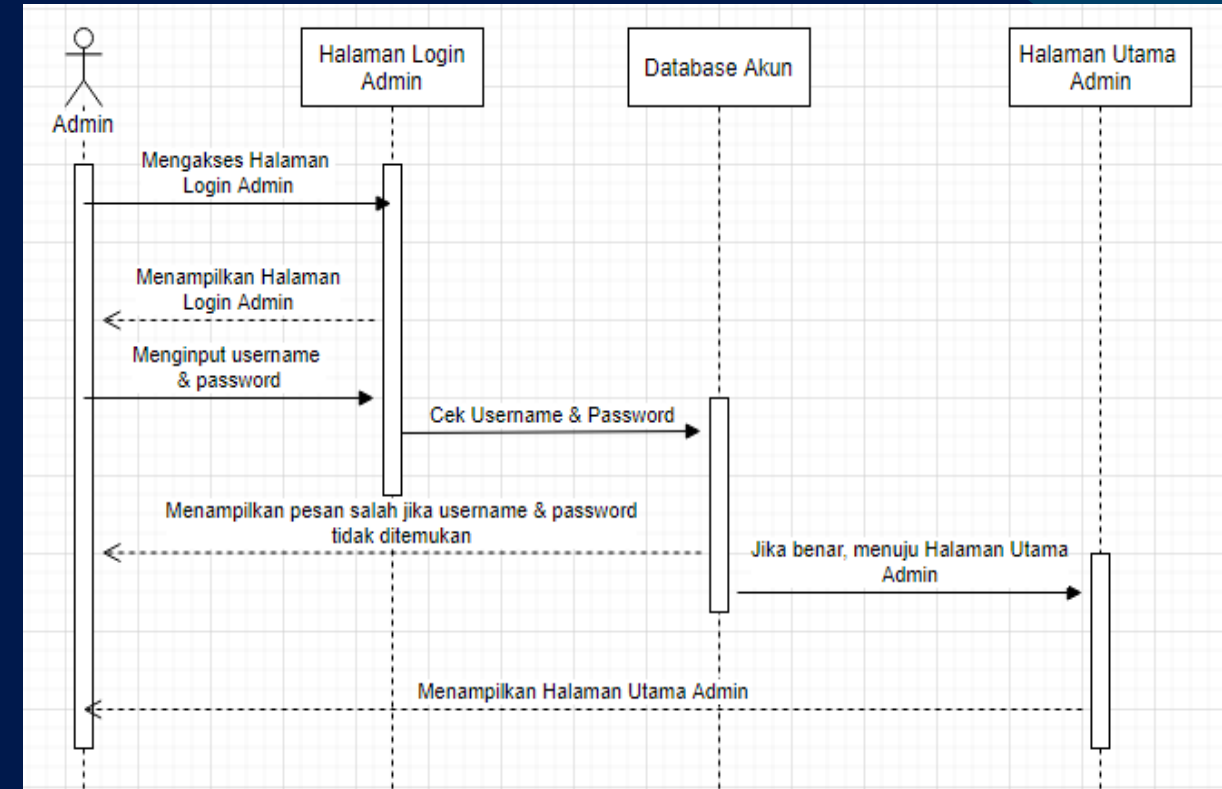 Halaman Login
Admin
Database Akun
Halaman Utama
Admin
Admin
Mengakses Halaman
Login Admin
Menampilkan Halaman
Login Admin
Menginput username
& password
Cek Username & Password
Menampilkan pesan salah jika username & password
tidak ditemukan
Jika benar, menuju Halaman Utama
Admin
Menampilkan Halaman Utama Admin